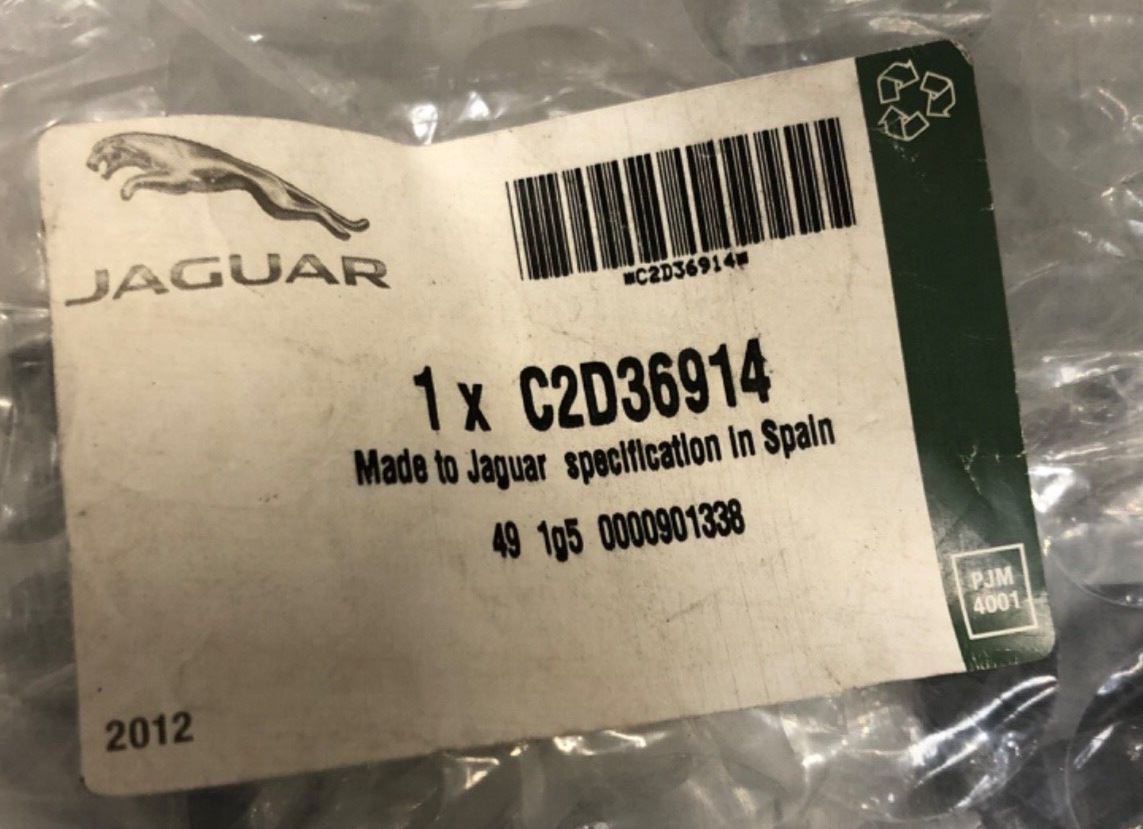 JAGUAR
*C2D36914*
1 x C2D36914
Made to Jaguar specification in Spain
49 1g5 0000901338
PJM
4001
2012